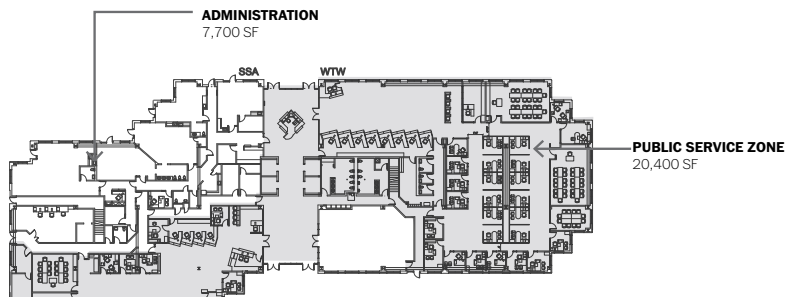 ADMINISTRATION
7,700 SF
SSA
WTW
PUBLIC SERVICE ZONE
20,400 SF